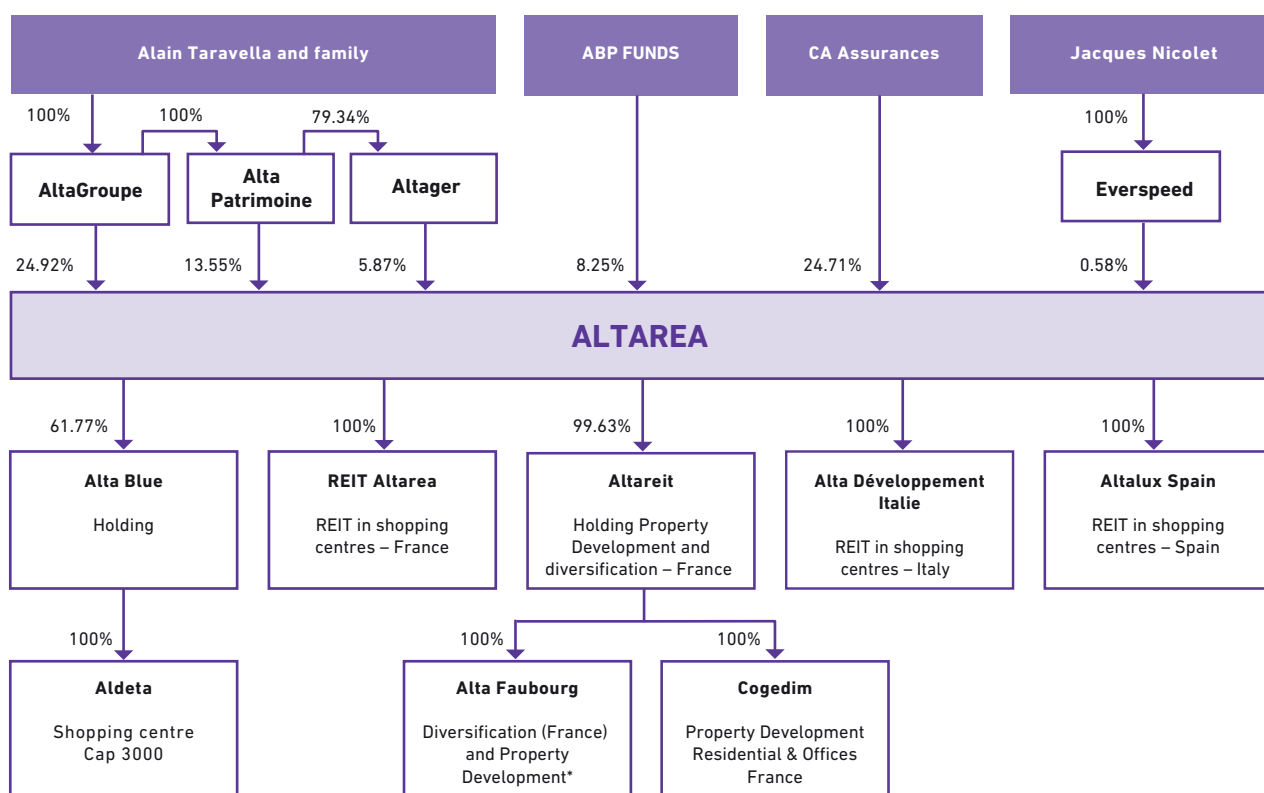 Alain Taravella and family
ABP FUNDS
CA Assurances
Jacques Nicolet
100%
100%
79.34%
100%
AltaGroupe
Alta
Patrimoine
Altager
Everspeed
24.92%
13.55%
5.87%
8.25%
24.71%
0.58%
ALTAREA
61.77%
100%
99.63%
100%
100%
Alta Blue
Holding
REIT Altarea
REIT in shopping
centres – France
Altareit
Holding Property
Development and
diversification – France
Alta Développement
Italie
REIT in shopping
centres – Italy
Altalux Spain
REIT in shopping
centres – Spain
100%
100%
100%
Aldeta
Shopping centre
Cap 3000
Alta Faubourg
Diversification (France)
and Property
Development*
Cogedim
Property Development
Residential & Offices
France